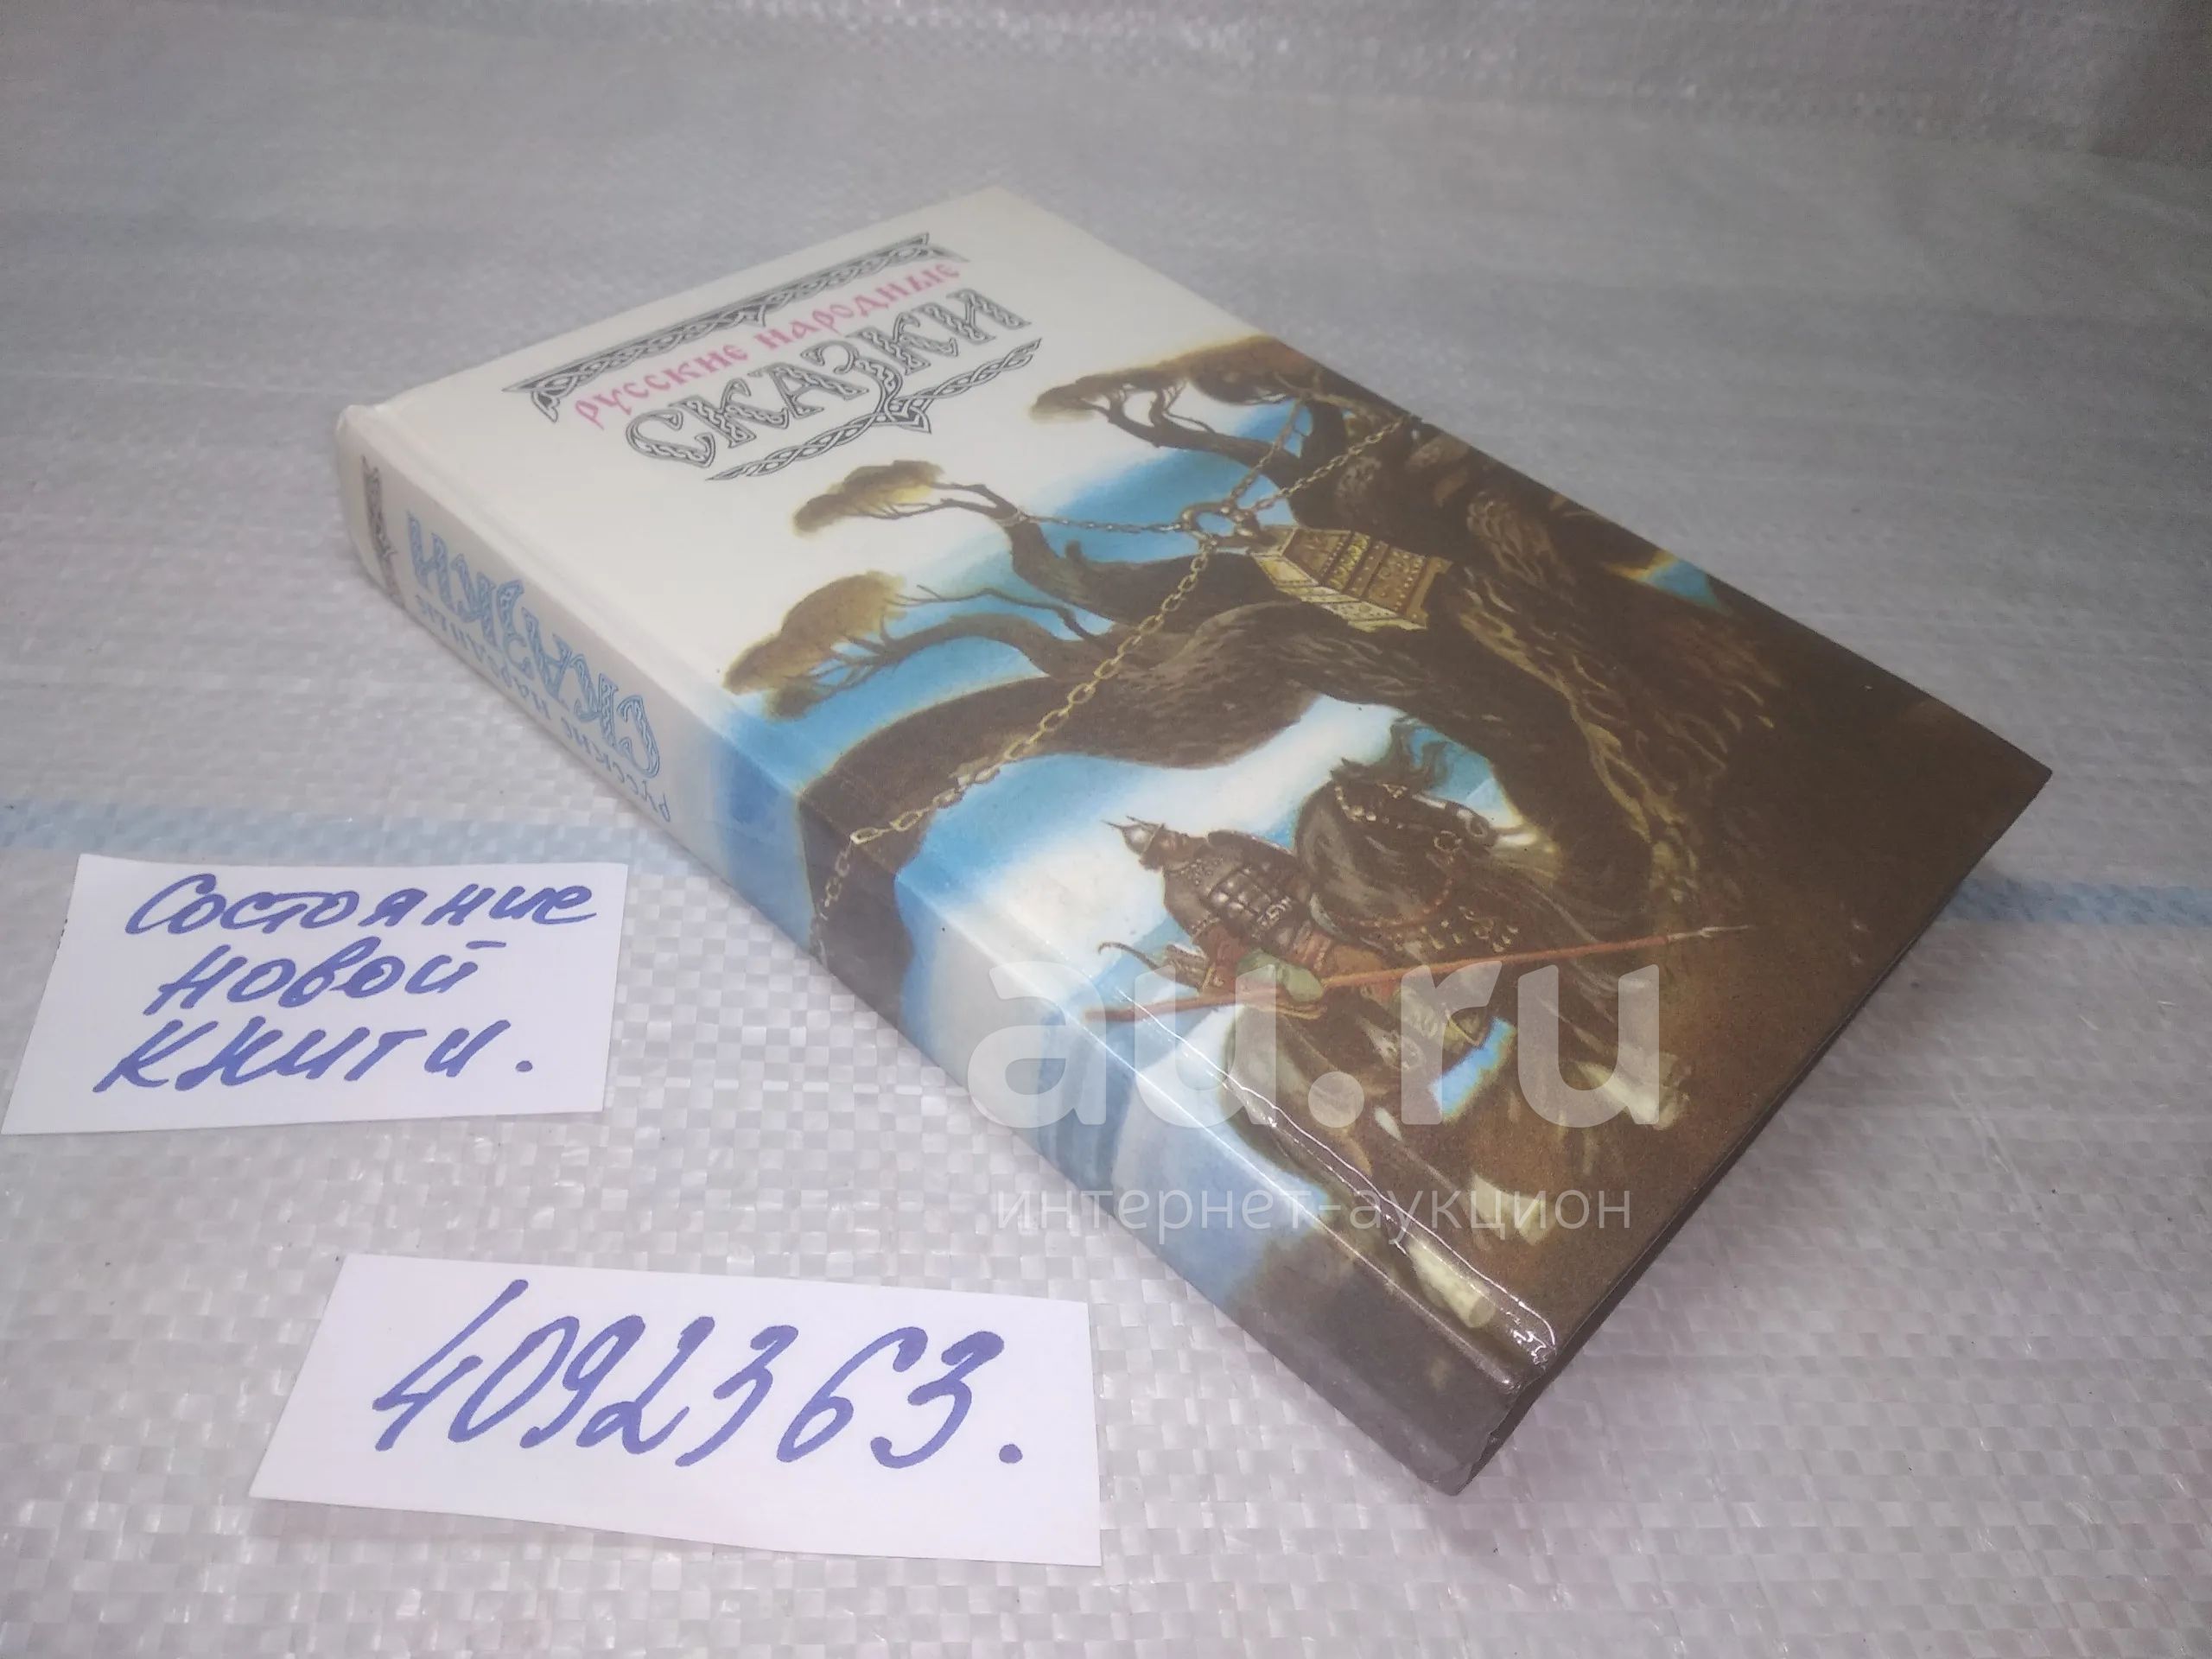 РУССКИЕ НАРОДНЫЕ
СКАЗКИ
РУССКИЕ НАРОДНЫЕ
СКАЗКИ
Состояние
новой
книги.
4092363.
au.ru
интернет-аукцион